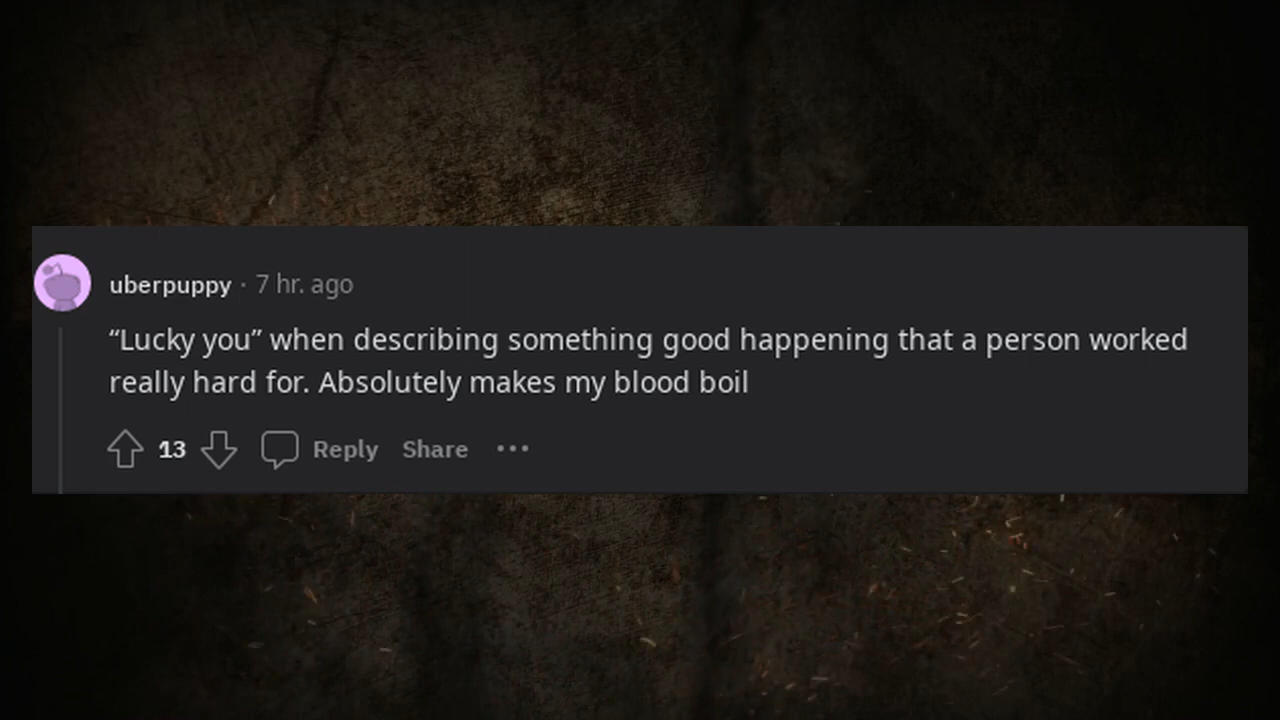 uberpuppy · 7 hr. ago
“Lucky you” when describing something good happening that a person worked
really hard for. Absolutely makes my blood boil
13 Reply Share •••